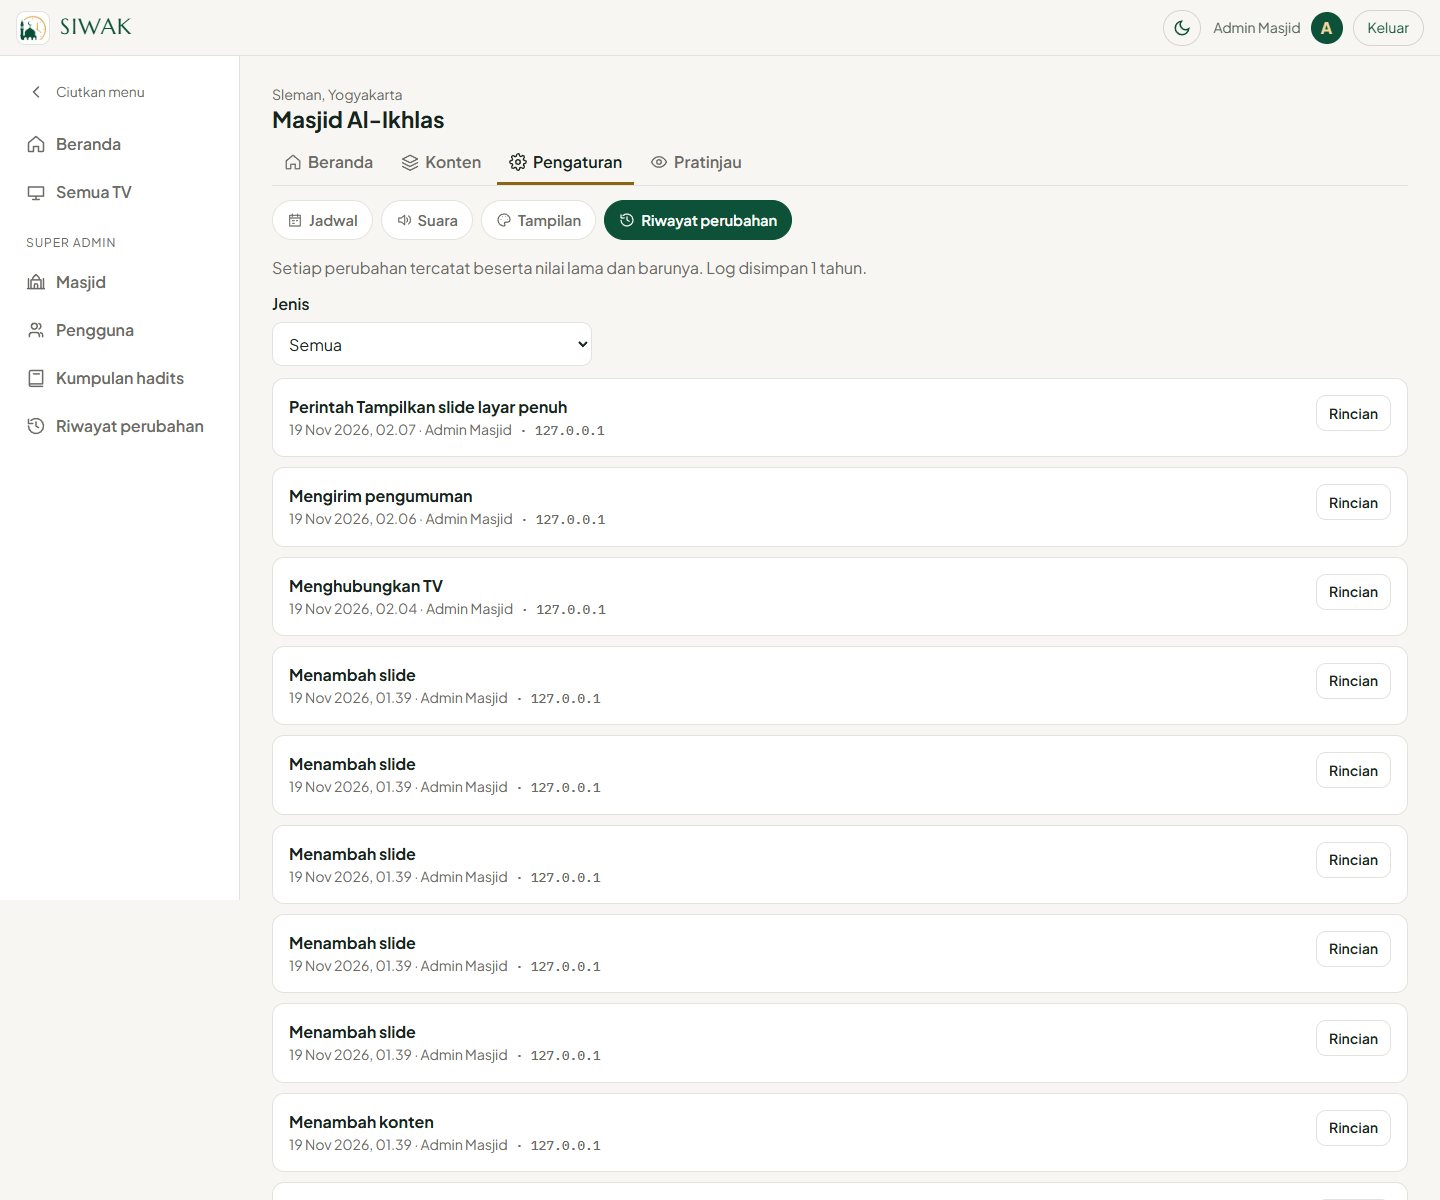 SIWAK
Admin Masjid
A
Keluar
Ciutkan menu
Beranda
Semua TV
SUPER ADMIN
Masjid
Pengguna
Kumpulan hadits
Riwayat perubahan
Sleman, Yogyakarta
Masjid Al-Ikhlas
Beranda
Konten
Pengaturan
Pratinjau
Jadwal
Suara
Tampilan
Riwayat perubahan
Setiap perubahan tercatat beserta nilai lama dan barunya. Log disimpan 1 tahun.
Jenis
Semua
Perintah Tampilkan slide layar penuh
19 Nov 2026, 02.07 · Admin Masjid · 127.0.0.1
Rincian
Mengirim pengumuman
19 Nov 2026, 02.06 · Admin Masjid · 127.0.0.1
Rincian
Menghubungkan TV
19 Nov 2026, 02.04 · Admin Masjid · 127.0.0.1
Rincian
Menambah slide
19 Nov 2026, 01.39 · Admin Masjid · 127.0.0.1
Rincian
Menambah slide
19 Nov 2026, 01.39 · Admin Masjid · 127.0.0.1
Rincian
Menambah slide
19 Nov 2026, 01.39 · Admin Masjid · 127.0.0.1
Rincian
Menambah slide
19 Nov 2026, 01.39 · Admin Masjid · 127.0.0.1
Rincian
Menambah slide
19 Nov 2026, 01.39 · Admin Masjid · 127.0.0.1
Rincian
Menambah konten
19 Nov 2026, 01.39 · Admin Masjid · 127.0.0.1
Rincian